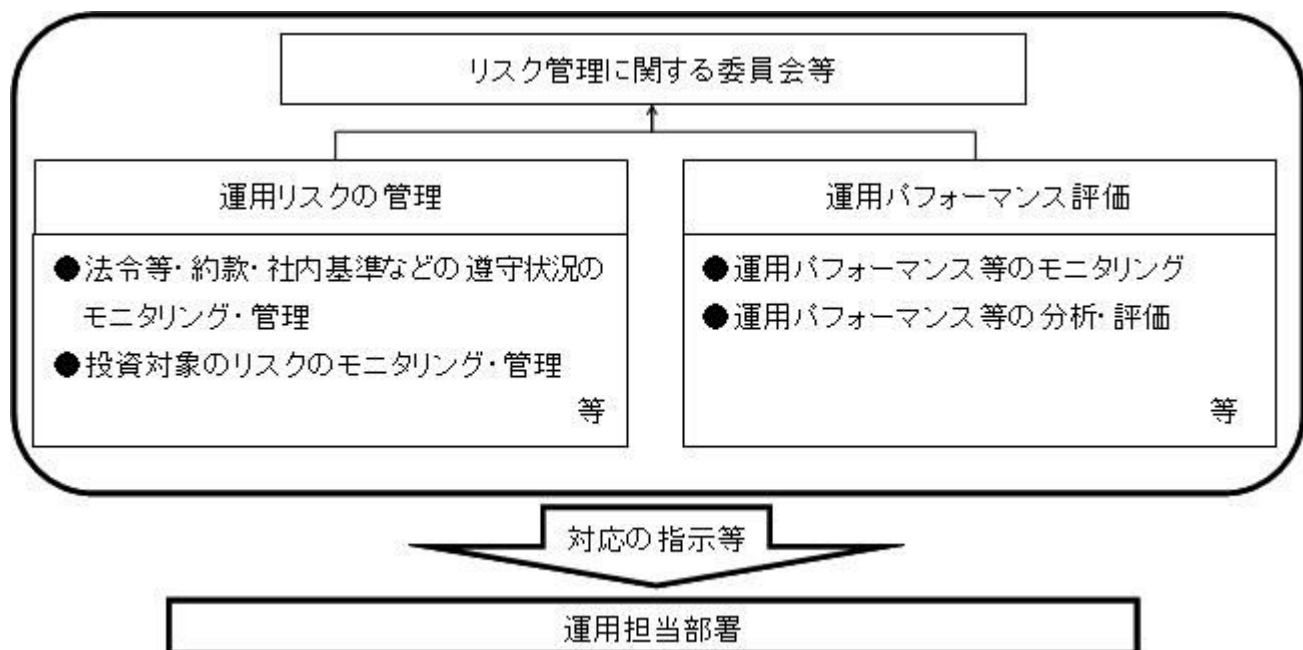 リスク管理に関する委員会等
運用リスクの管理
●法令等・約款・社内基準などの遵守状況の
モニタリング・管理
●投資対象のリスクのモニタリング・管理
等
運用パフォーマンス評価
●運用パフォーマンス等のモニタリング
●運用パフォーマンス等の分析・評価
等
対応の指示等
運用担当部署